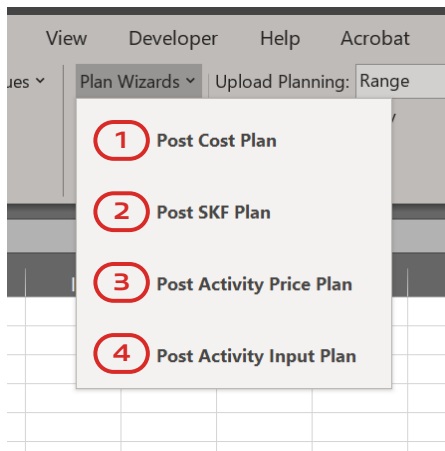 View Developer Help Acrobat
ues Plan Wizards Upload Planning: Range
1 Post Cost Plan
2 Post SKF Plan
3 Post Activity Price Plan
4 Post Activity Input Plan